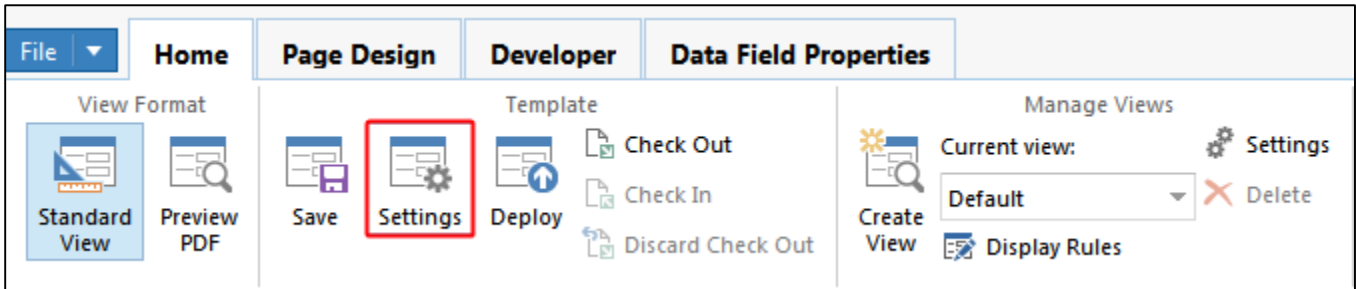 File
Home
Page Design
Developer
Data Field Properties
View Format
Standard
View
Preview
PDF
Template
Save
Settings
Deploy
Check Out
Check In
Discard Check Out
Manage Views
Create
View
Current view:
Default
Display Rules
Settings
Delete